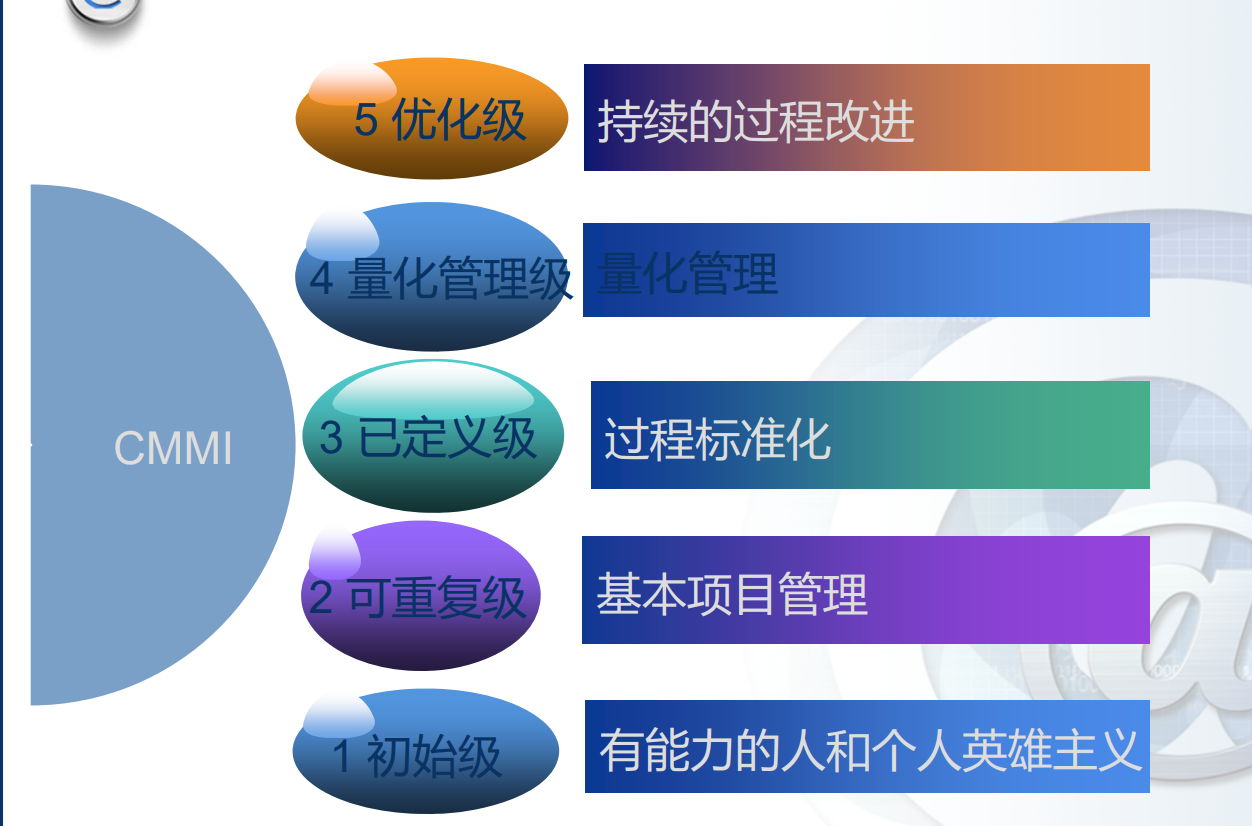 5 优化级 持续的过程改进
4 量化管理级 量化管理
CMMI
3 已定义级 过程标准化
2 可重复级 基本项目管理
1 初始级 有能力的人和个人英雄主义